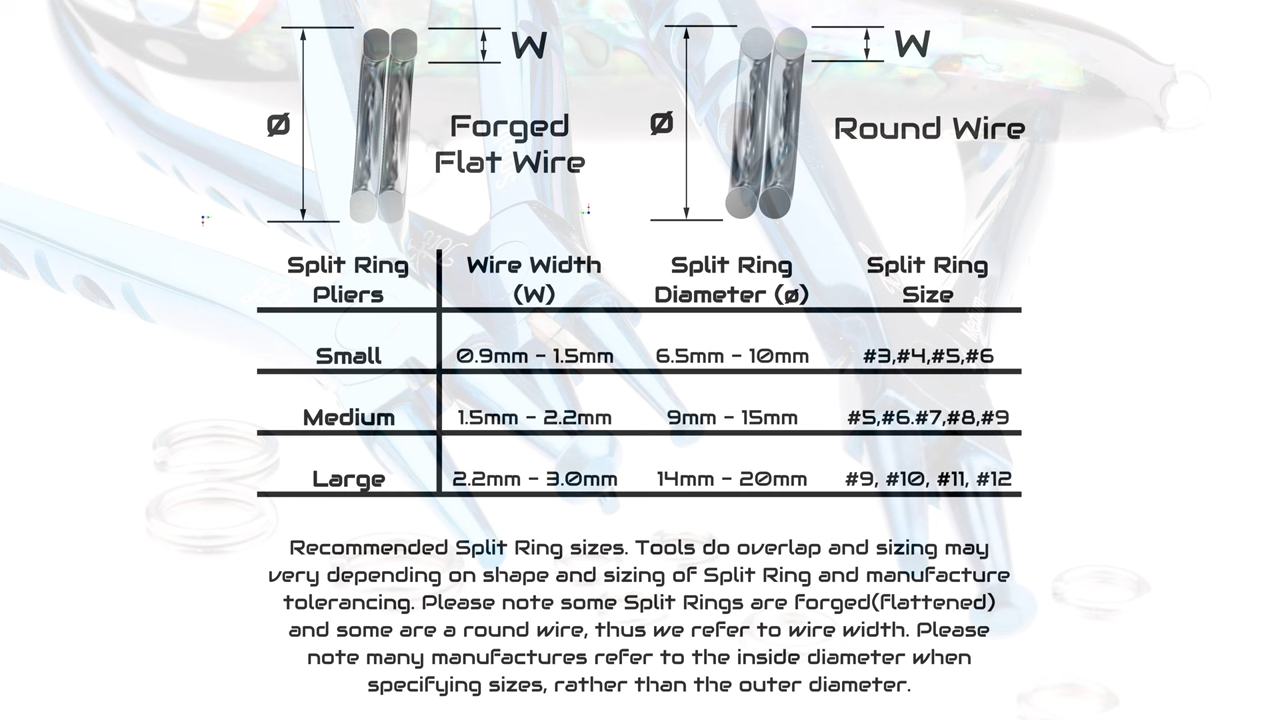 W
W
Ø
Forged
Flat Wire
Ø
Round Wire
Split Ring Pliers
Wire Width (W)
Split Ring Diameter (ø)
Split Ring Size
Small 0.9mm - 1.5mm 6.5mm - 10mm #3,#4,#5,#6
Medium 1.5mm - 2.2mm 9mm - 15mm #5,#6.#7,#8,#9
Large 2.2mm - 3.0mm 14mm - 20mm #9, #10, #11, #12
Recommended Split Ring sizes. Tools do overlap and sizing may
very depending on shape and sizing of Split Ring and manufacture
tolerancing. Please note some Split Rings are forged(flattened)
and some are a round wire, thus we refer to wire width. Please
note many manufactures refer to the inside diameter when
specifying sizes, rather than the outer diameter.